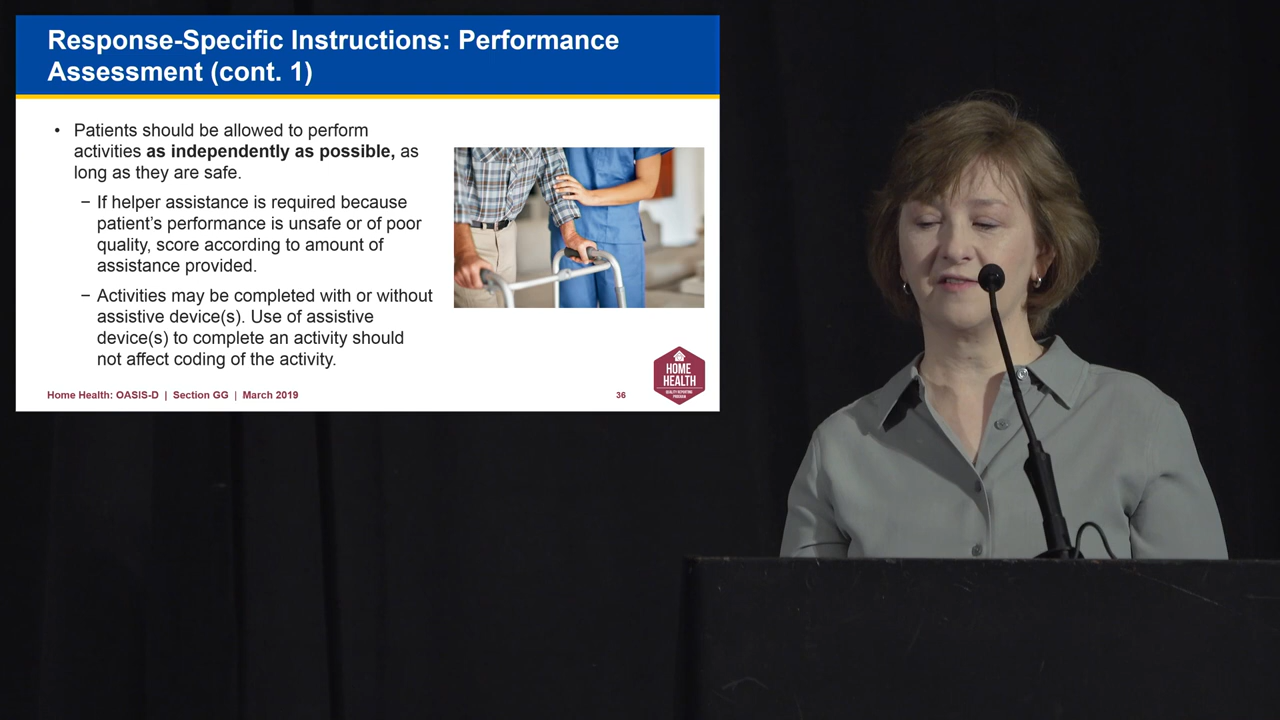 Response-Specific Instructions: Performance
Assessment (cont. 1)
• Patients should be allowed to perform
activities as independently as possible, as
long as they are safe.
− If helper assistance is required because
patient’s performance is unsafe or of poor
quality, score according to amount of
assistance provided.
− Activities may be completed with or without
assistive device(s). Use of assistive
device(s) to complete an activity should
not affect coding of the activity.
HOME
HEALTH
QUALITY REPORTING
PROGRAM
Home Health: OASIS-D | Section GG | March 2019
36